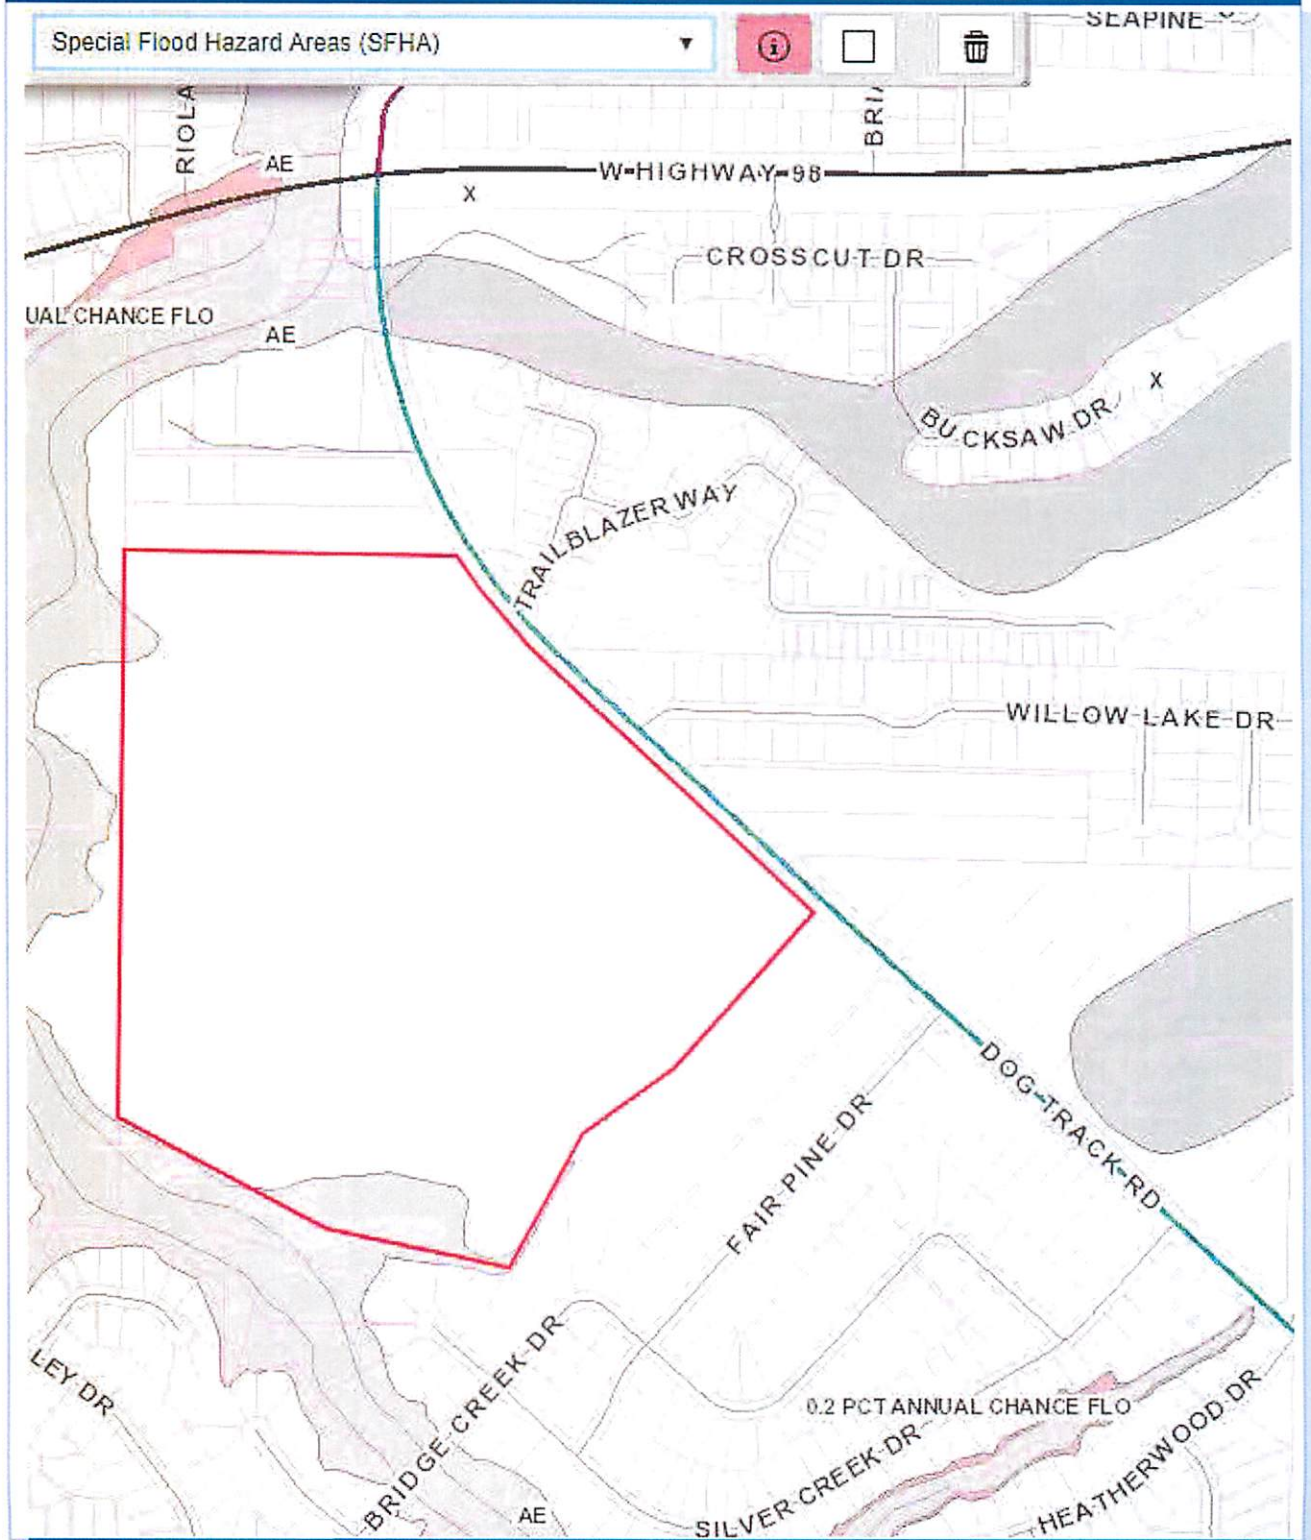 Special Flood Hazard Areas (SFHA)
SEAPINE
RIOLA
BRIA
AE
W HIGHWAY 98
X
CROSSCUT DR
UAL CHANCE FLO
AE
X
BUCKSAW DR
TRAILBLAZER WAY
WILLOW LAKE DR
DOG TRACK RD
FAIR PINE DR
BRIDGE CREEK DR
LEY DR
0.2 PCT ANNUAL CHANCE FLO
SILVER CREEK DR
HEATHERWOOD DR
AE